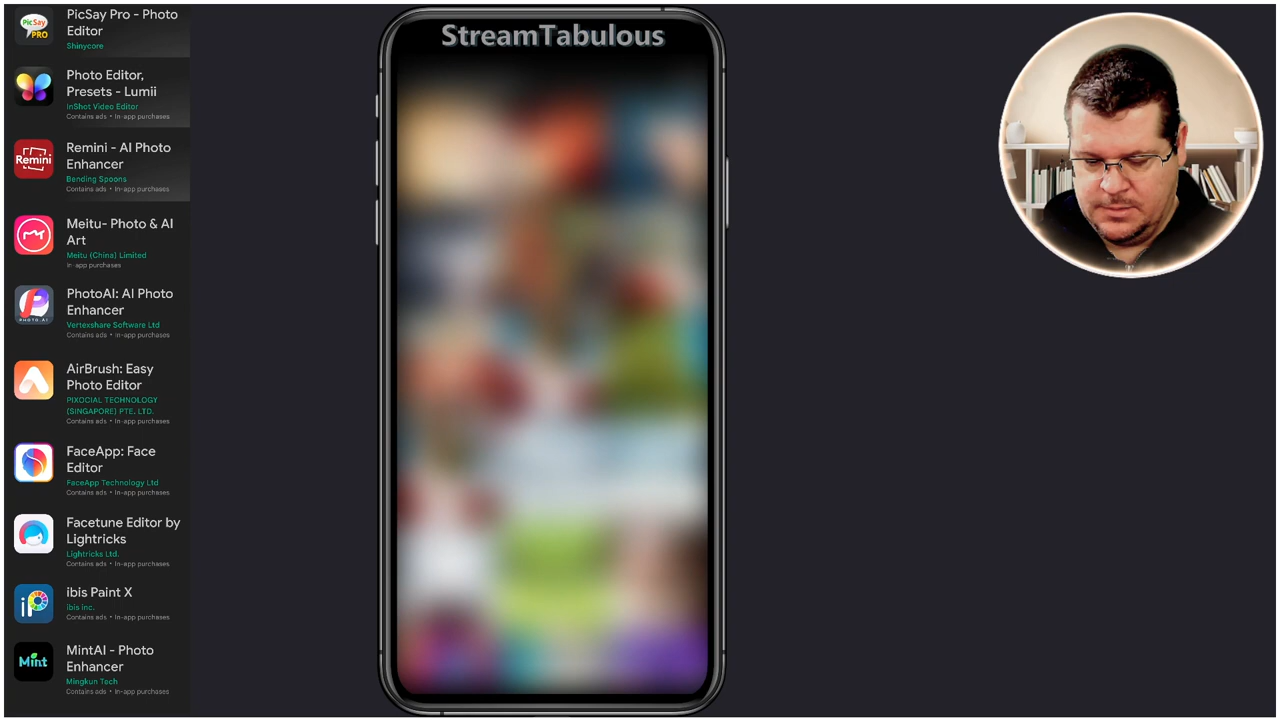 PicSay
PRO
PicSay Pro - Photo
Editor
Shinycore
Photo Editor,
Presets - Lumii
InShot Video Editor
Contains ads • In-app purchases
Remini
Remini - AI Photo
Enhancer
Bending Spoons
Contains ads • In-app purchases
Meitu- Photo & AI
Art
Meitu (China) Limited
In-app purchases
PHOTO.AI
PhotoAI: AI Photo
Enhancer
Vertexshare Software Ltd
Contains ads • In-app purchases
AirBrush: Easy
Photo Editor
PIXOCIAL TECHNOLOGY
(SINGAPORE) PTE. LTD.
Contains ads • In-app purchases
FaceApp: Face
Editor
FaceApp Technology Ltd
Contains ads • In-app purchases
Facetune Editor by
Lightricks
Lightricks Ltd.
Contains ads • In-app purchases
iP
ibis Paint X
ibis inc.
Contains ads • In-app purchases
Mint
MintAI - Photo
Enhancer
Mingkun Tech
Contains ads • In-app purchases
StreamTabulous